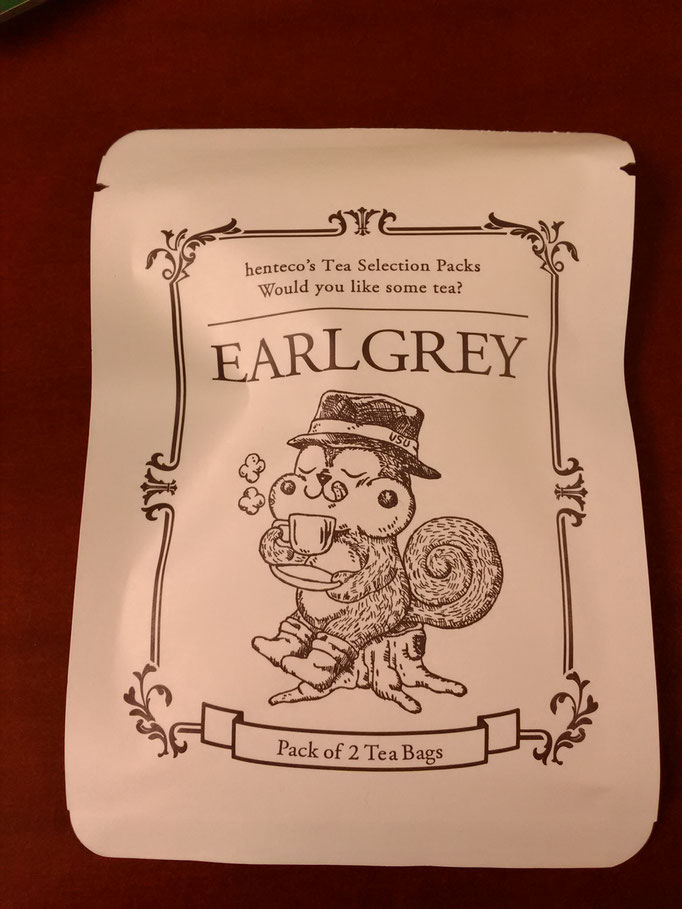 henteco's Tea Selection Packs
Would you like some tea?
EARLGREY
USU
Pack of 2 Tea Bags